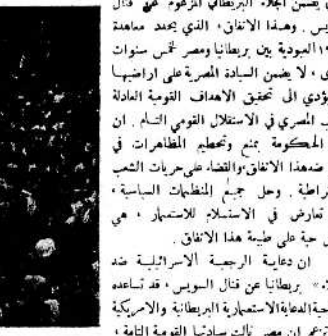 يضمن الجلاء البريطاني المزعوم عن قنال
السويس. وهذا الاتفاق، الذي يجدد معاهدة
العبودية بين بريطانيا ومصر لخمس سنوات
، لا يضمن السيادة المصرية على اراضيها
يؤدي الى تحقيق الاهداف القومية العادلة
المصري في الاستقلال القومي التام. ان
الحكومة بمنع وتحطيم المظاهرات في
ضد هذا الاتفاق والقضاء على حريات الشعب
وحل جميع المنظمات السياسية،
تعارض في الاستسلام للاستعمار، هي
حية على طبيعة هذا الاتفاق.
ان دعاية الرجعية الاسرائيلية ضد
» بريطانيا عن قنال السويس، قد تساعده
الدعاية الاستعمارية البريطانية والامريكية
ان مصر نالت سيادتها القومية التامة،